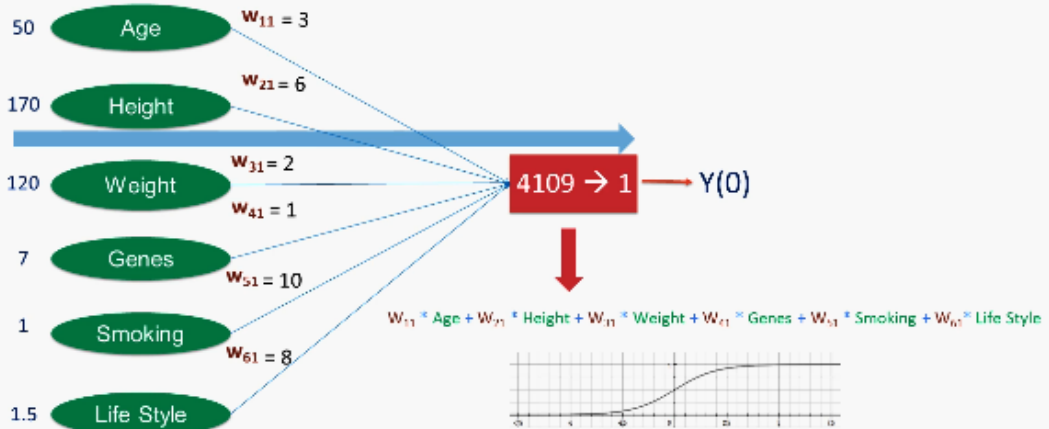 50 Age w11 = 3
w21 = 6
170 Height
w31 = 2
120 Weight 4109 → 1 Y(0)
w41 = 1
7 Genes
w51 = 10
W11 * Age + W21 * Height + W31 * Weight + W41 * Genes + W51 * Smoking + W61* Life Style
1 Smoking
w61 = 8
1.5 Life Style